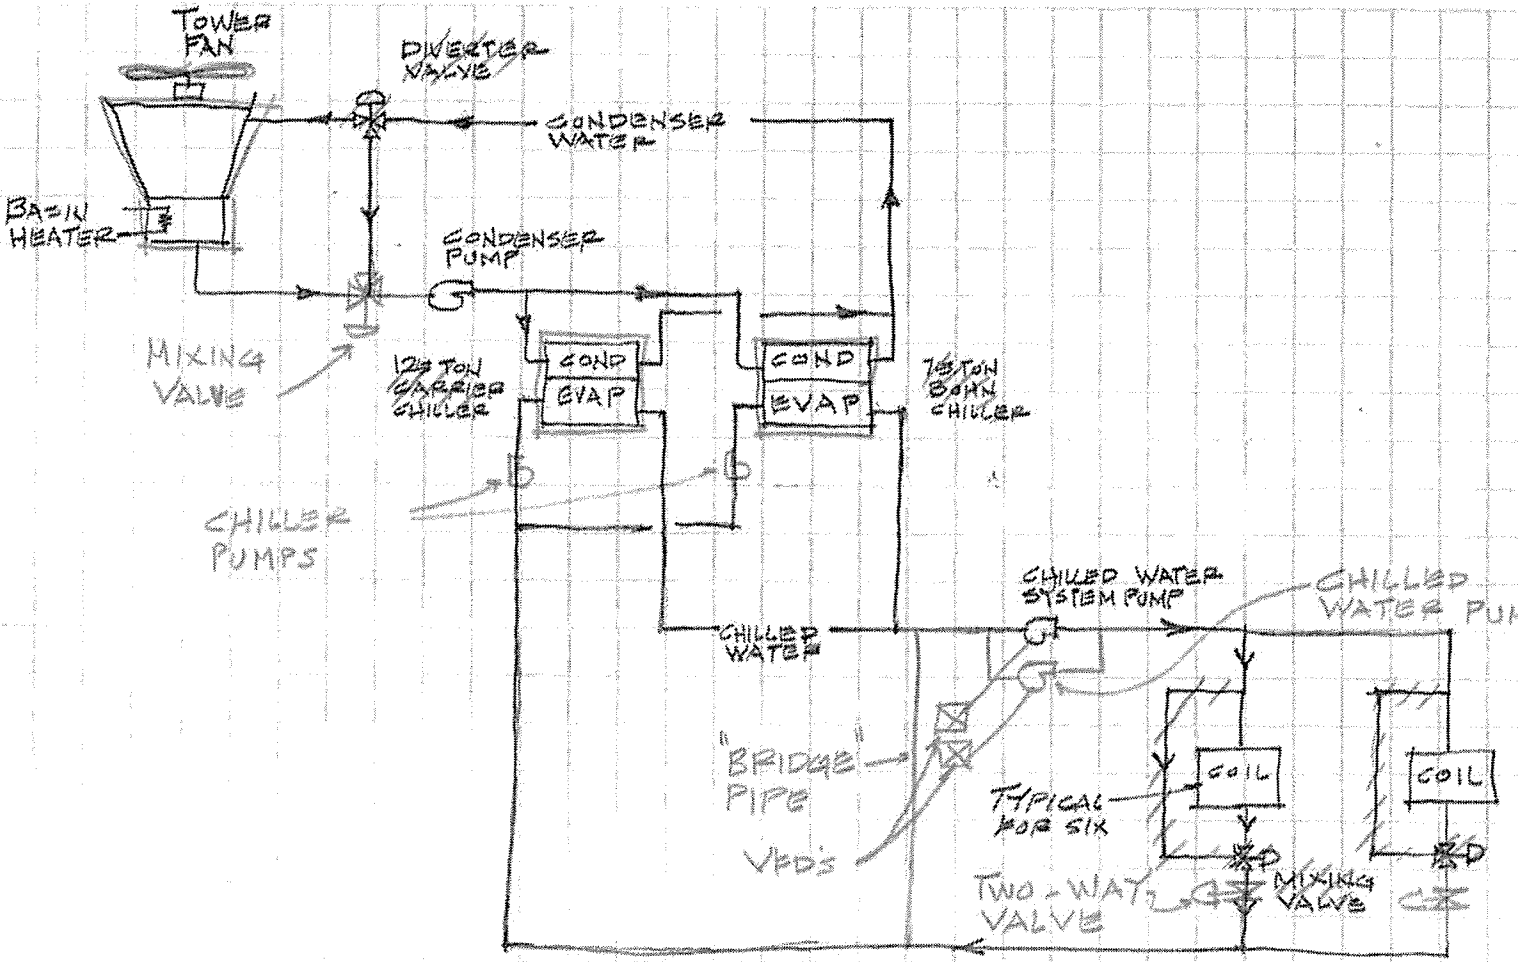 TOWER
FAN
DIVERTER
VALVE
CONDENSER
WATER
BASIN
HEATER
CONDENSER
PUMP
MIXING
VALVE
125 TON
CARRIER
CHILLER
COND
EVAP
COND
EVAP
75 TON
BOHN
CHILLER
CHILLER
PUMPS
CHILLED
WATER
CHILLED WATER
SYSTEM PUMP
CHILLED
WATER PUM
"BRIDGE"
PIPE
VFD's
TYPICAL
FOR SIX
COIL
COIL
TWO-WAY
VALVE
MIXING
VALVE